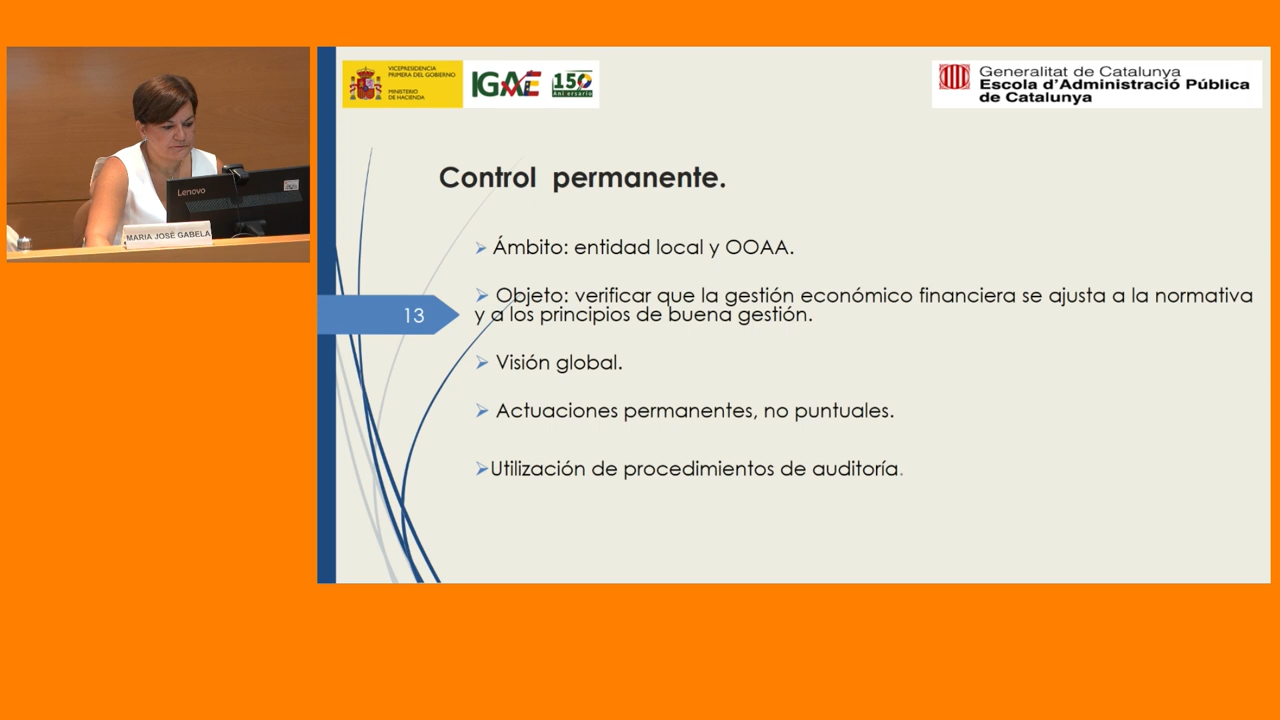 Lenovo
MARIA JOSÉ GABELA
VICEPRESIDENCIA
PRIMERA DEL GOBIERNO
MINISTERIO
DE HACIENDA
IGAE
150
Aniversario
Generalitat de Catalunya
Escola d'Administració Pública
de Catalunya
Control permanente.
Ámbito: entidad local y OOAA.
Objeto: verificar que la gestión económico financiera se ajusta a la normativa
y a los principios de buena gestión.
13
Visión global.
Actuaciones permanentes, no puntuales.
Utilización de procedimientos de auditoría.